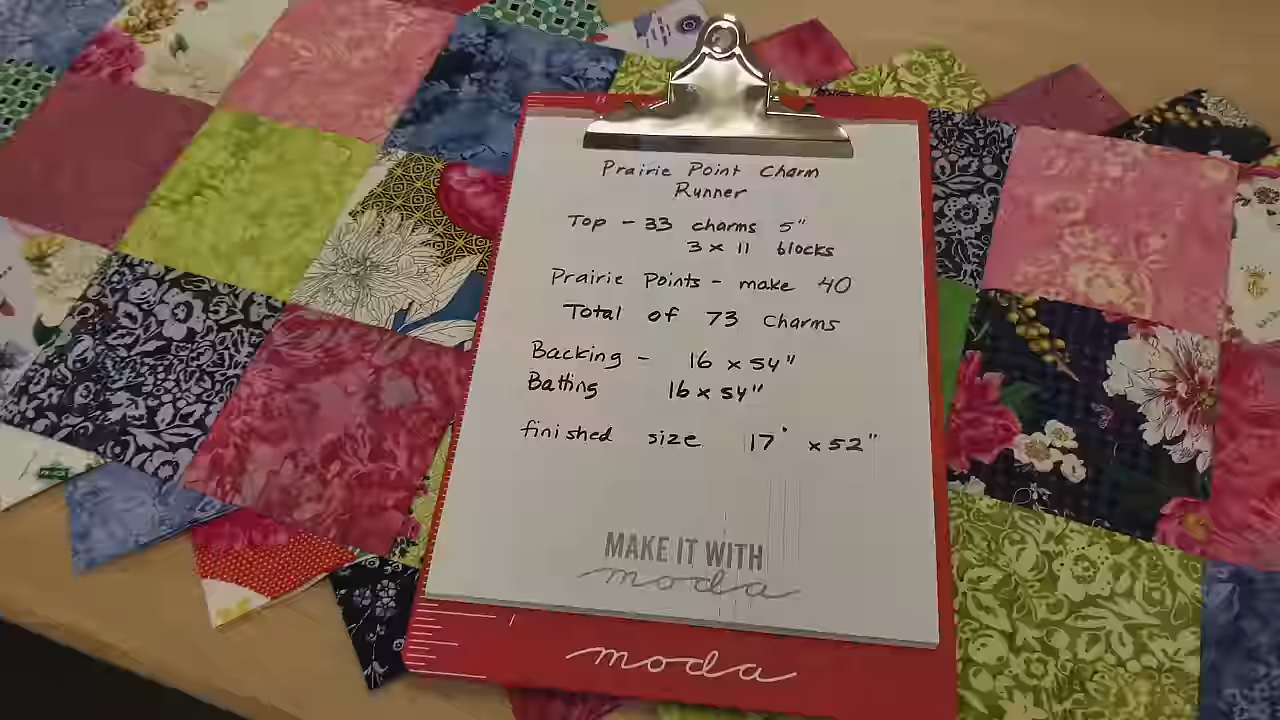 Prairie Point Charm
Runner
Top - 33 charms 5"
3 x 11 blocks
Prairie Points - make 40
Total of 73 Charms
Backing - 16 x 54"
Batting 16 x 54"
finished size 17" x 52"
MAKE IT WITH
moda
moda